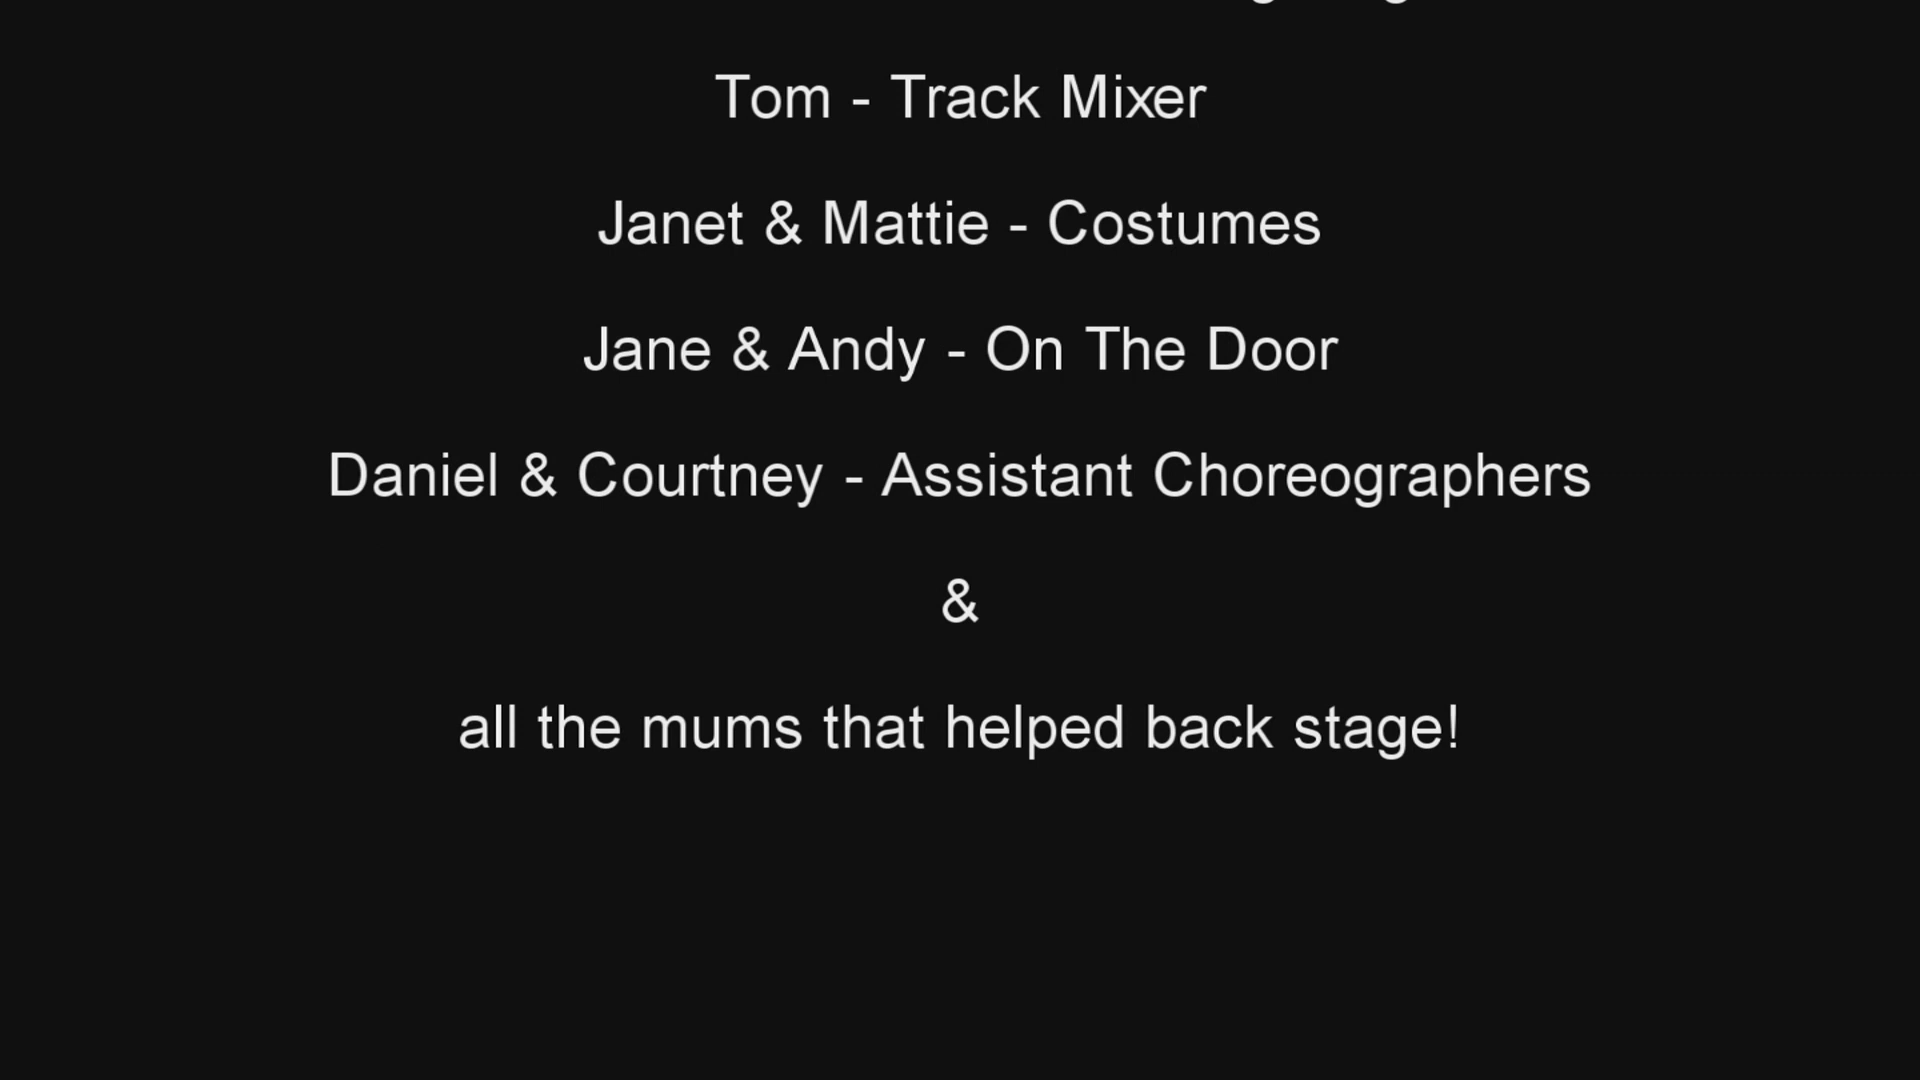 Tom - Track Mixer
Janet & Mattie - Costumes
Jane & Andy - On The Door
Daniel & Courtney - Assistant Choreographers
&
all the mums that helped back stage!